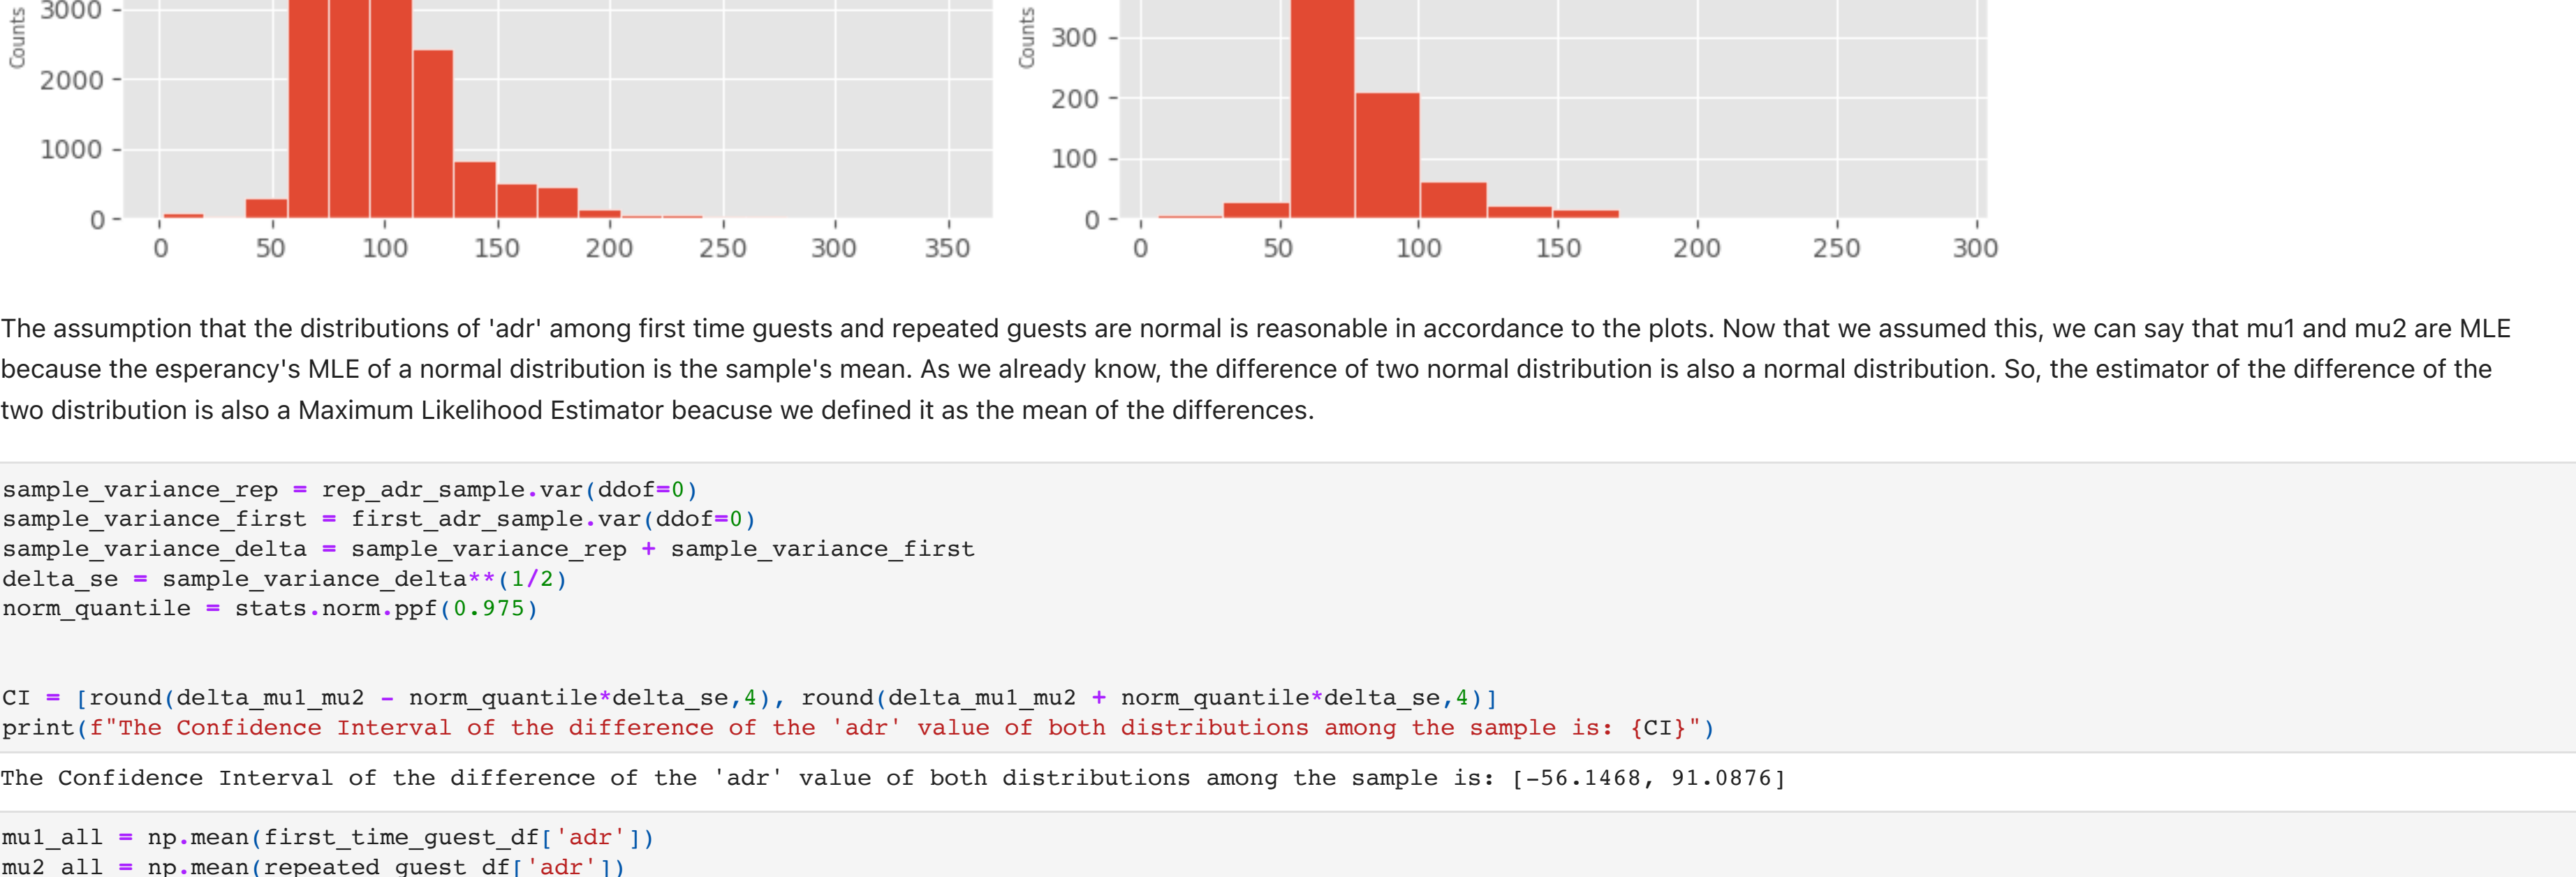 Counts
3000
2000
1000
0
0 50 100 150 200 250 300 350
Counts
300
200
100
0
0 50 100 150 200 250 300
The assumption that the distributions of 'adr' among first time guests and repeated guests are normal is reasonable in accordance to the plots. Now that we assumed this, we can say that mu1 and mu2 are MLE
because the esperancy's MLE of a normal distribution is the sample's mean. As we already know, the difference of two normal distribution is also a normal distribution. So, the estimator of the difference of the
two distribution is also a Maximum Likelihood Estimator beacuse we defined it as the mean of the differences.
sample_variance_rep = rep_adr_sample.var(ddof=0)
sample_variance_first = first_adr_sample.var(ddof=0)
sample_variance_delta = sample_variance_rep + sample_variance_first
delta_se = sample_variance_delta**(1/2)
norm_quantile = stats.norm.ppf(0.975)
CI = [round(delta_mu1_mu2 - norm_quantile*delta_se,4), round(delta_mu1_mu2 + norm_quantile*delta_se,4)]
print(f"The Confidence Interval of the difference of the 'adr' value of both distributions among the sample is: {CI}")
The Confidence Interval of the difference of the 'adr' value of both distributions among the sample is: [-56.1468, 91.0876]
mu1_all = np.mean(first_time_guest_df['adr'])
mu2_all = np.mean(repeated_guest_df['adr'])